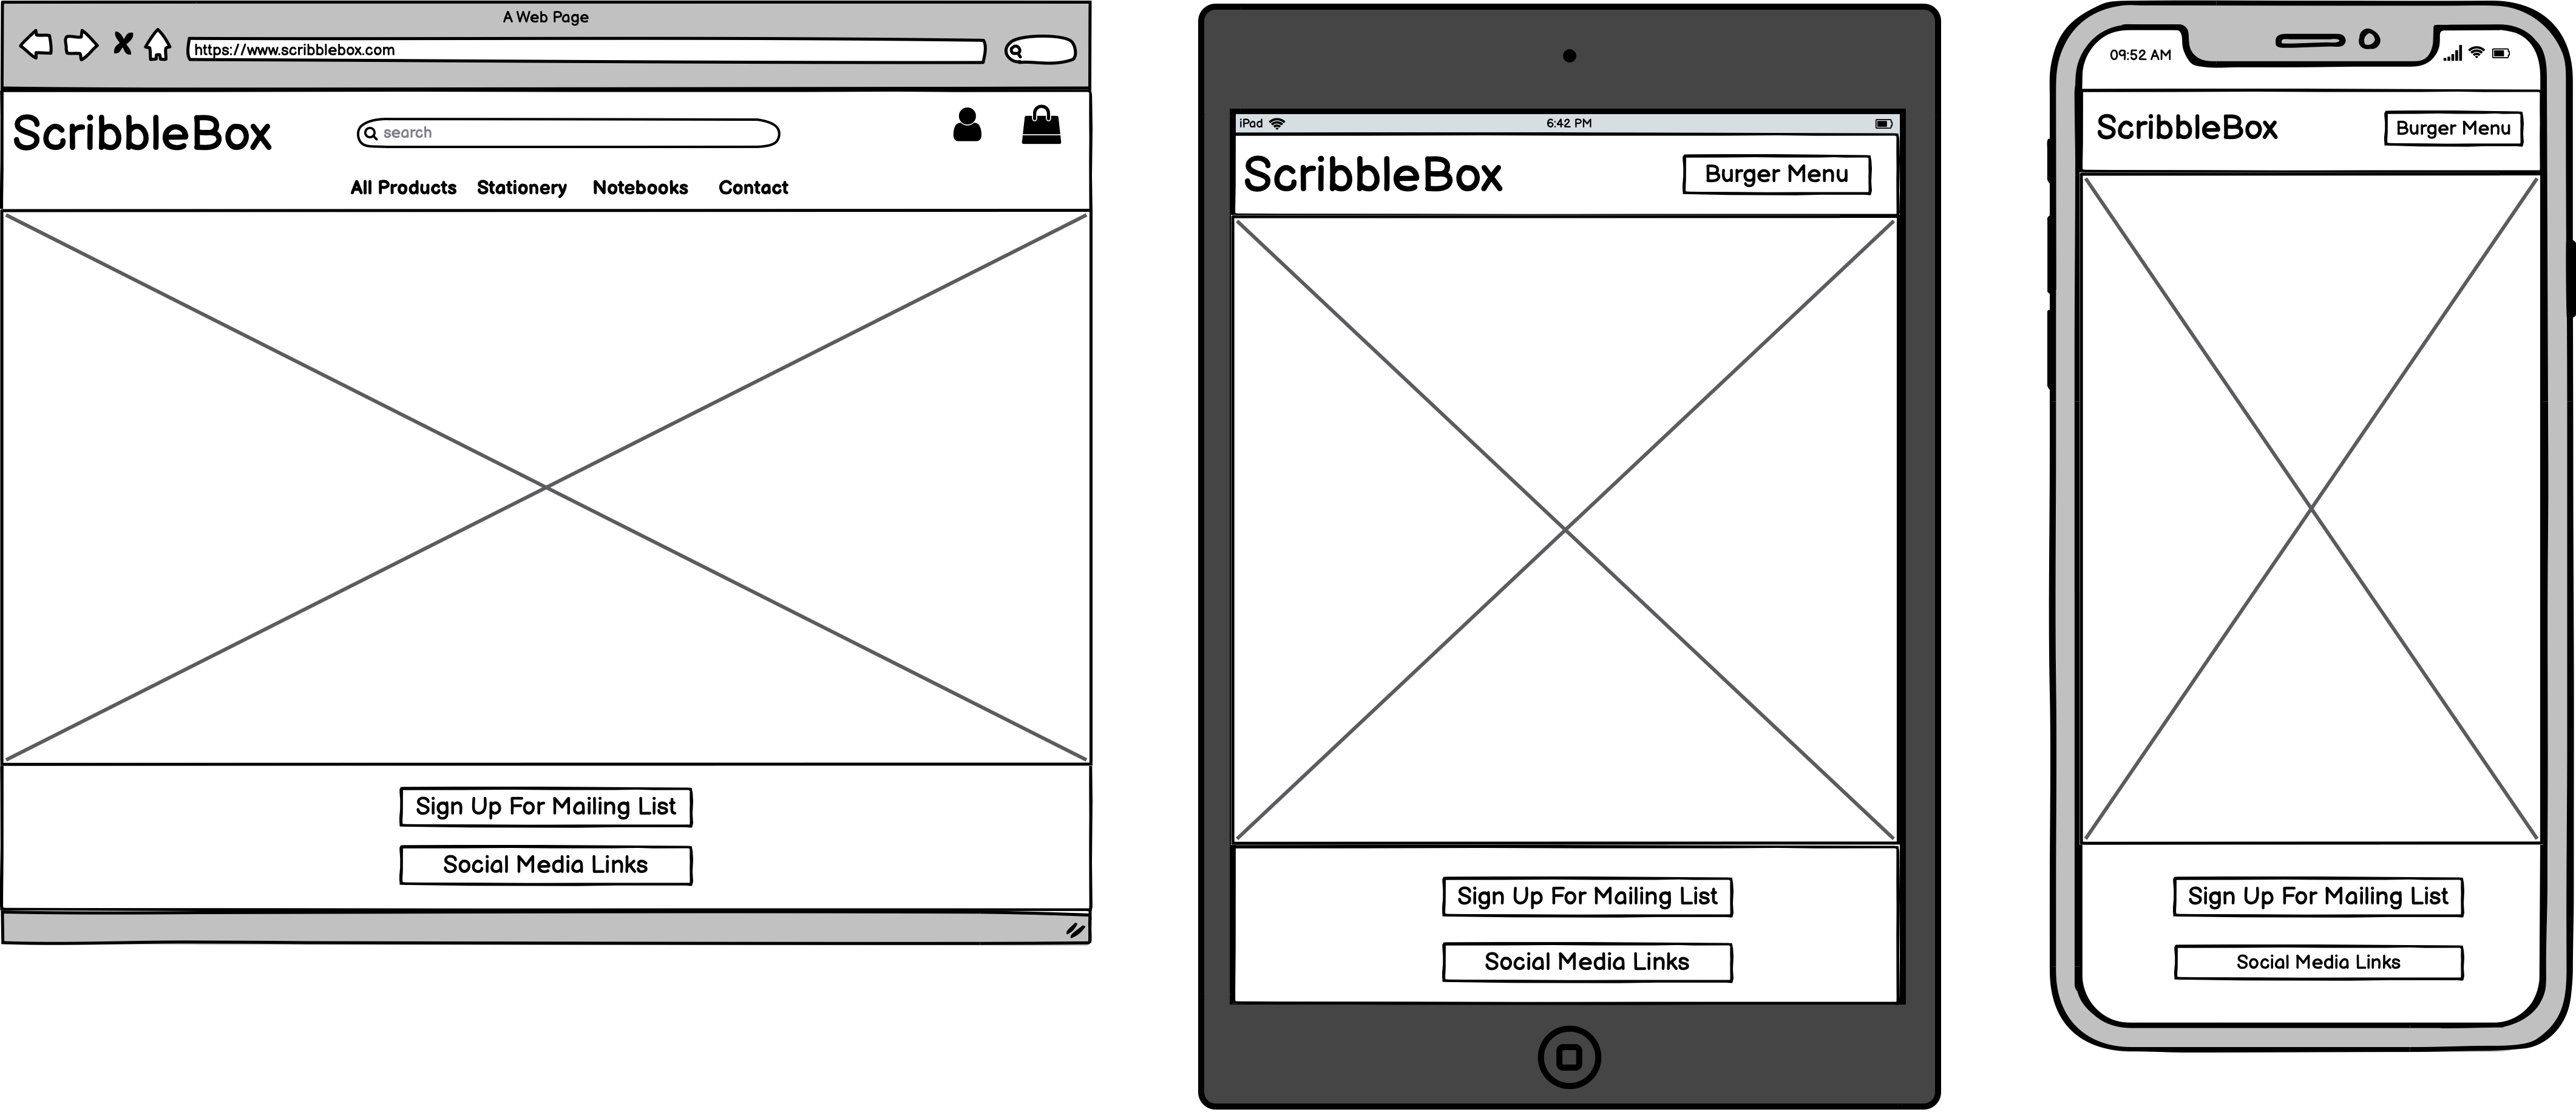 A Web Page
https://www.scribblebox.com
ScribbleBox
search
All Products Stationery Notebooks Contact
Sign Up For Mailing List
Social Media Links
iPad 6:42 PM
ScribbleBox
Burger Menu
Sign Up For Mailing List
Social Media Links
09:52 AM
ScribbleBox
Burger Menu
Sign Up For Mailing List
Social Media Links